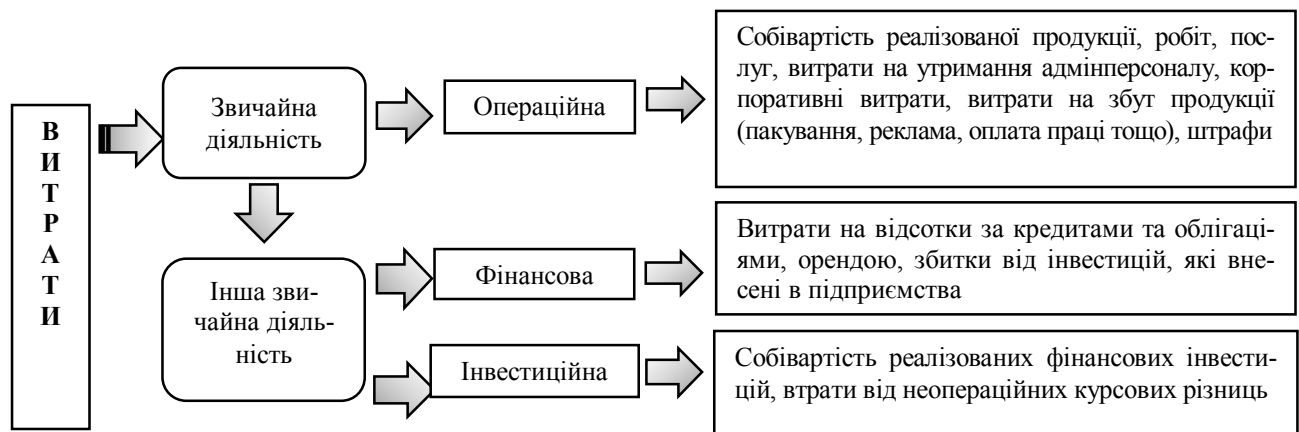 ВИТРАТИ
Звичайна
діяльність
Операційна
Собівартість реалізованої продукції, робіт, пос-
луг, витрати на утримання адмінперсоналу, кор-
поративні витрати, витрати на збут продукції
(пакування, реклама, оплата праці тощо), штрафи
Інша зви-
чайна діяль-
ність
Фінансова
Витрати на відсотки за кредитами та облігаці-
ями, орендою, збитки від інвестицій, які вне-
сені в підприємства
Інвестиційна
Собівартість реалізованих фінансових інвести-
цій, втрати від неопераційних курсових різниць